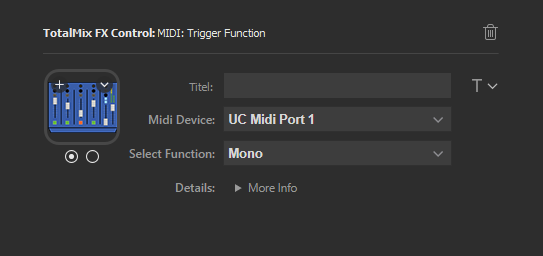 TotalMix FX Control: MIDI: Trigger Function
Titel:
T
Midi Device: UC Midi Port 1
Select Function: Mono
Details: More Info